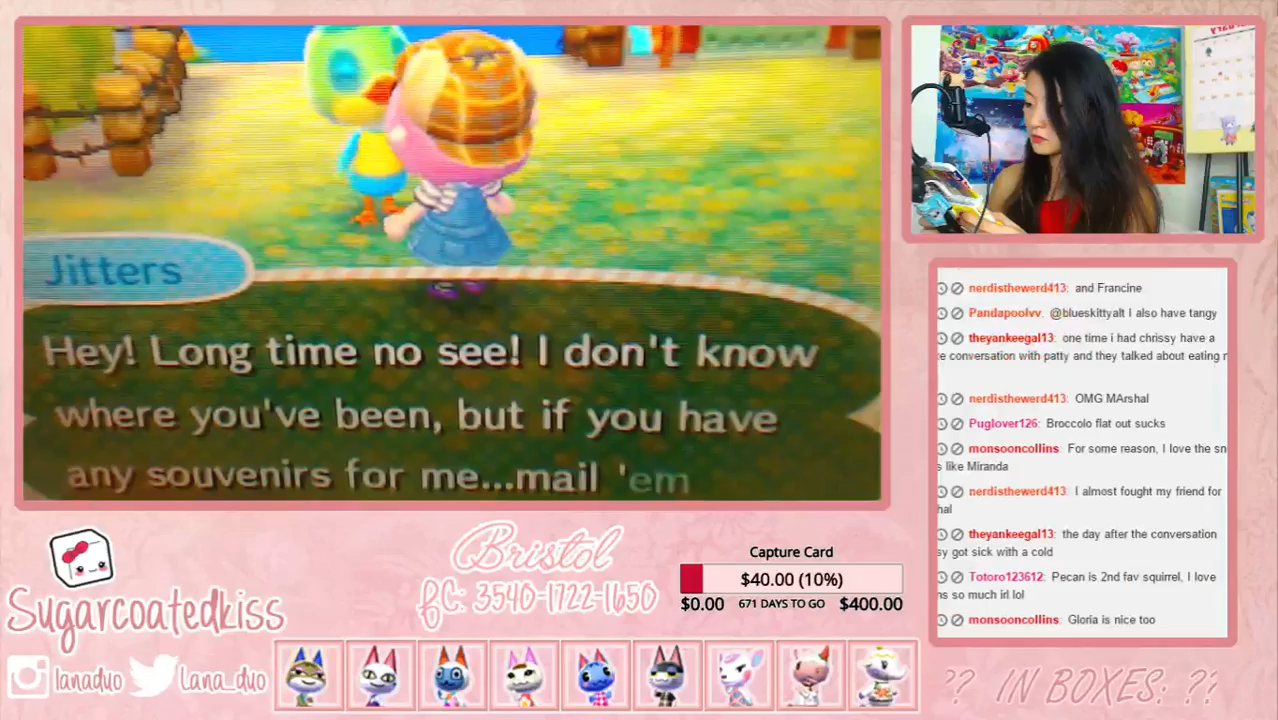 Jitters
Hey! Long time no see! I don't know
where you've been, but if you have
any souvenirs for me...mail 'em
nerdisthewerd413: and Francine
Pandapoolvv: @blueskittyalt I also have tangy
theyankeegal13: one time i had chrissy have a
e conversation with patty and they talked about eating
nerdisthewerd413: OMG MArshal
Puglover126: Broccolo flat out sucks
monsooncollins: For some reason, I love the sn
s like Miranda
nerdisthewerd413: I almost fought my friend for
hal
theyankeegal13: the day after the conversation
sy got sick with a cold
Totoro123612: Pecan is 2nd fav squirrel, I love
ns so much irl lol
monsooncollins: Gloria is nice too
Sugarcoatedkiss
lanaduo
Lana_duo
Bristol
fC: 3540-1722-1650
Capture Card
$40.00 (10%)
$0.00 671 DAYS TO GO $400.00
?? IN BOXES: ??